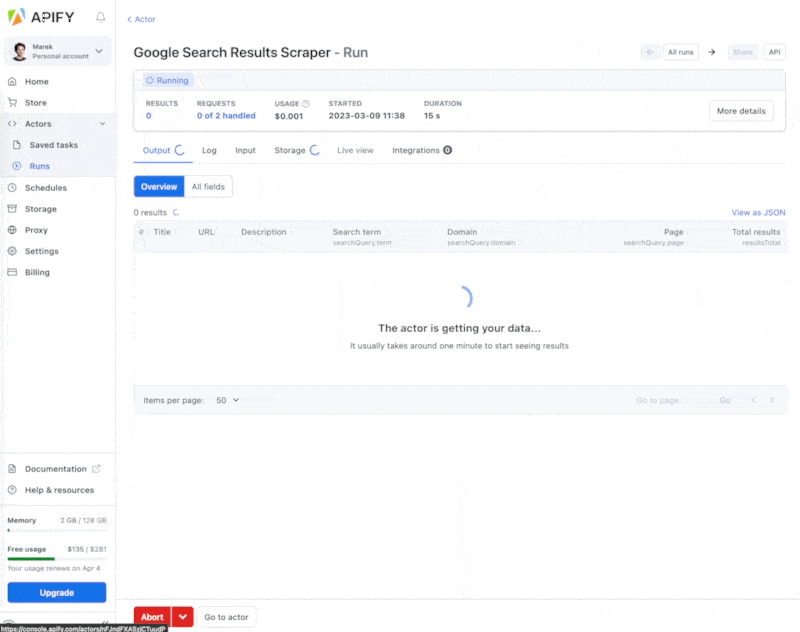 APIFY
Marek
Personal account
Home
Store
Actors
Saved tasks
Runs
Schedules
Storage
Proxy
Settings
Billing
Documentation
Help & resources
Memory 2 GB / 128 GB
Free usage $135 / $281
Your usage renews on Apr 4
Upgrade
Actor
Google Search Results Scraper - Run
All runs Share API
Running
RESULTS REQUESTS USAGE STARTED DURATION
0 0 of 2 handled $0.001 2023-03-09 11:38 15 s
More details
Output Log Input Storage Live view Integrations 0
Overview All fields
0 results View as JSON
# Title URL Description Search term Domain Page Total results
searchQuery.term searchQuery.domain searchQuery.page resultsTotal
The actor is getting your data...
It usually takes around one minute to start seeing results
Items per page: 50 Go to page: Go
Abort Go to actor